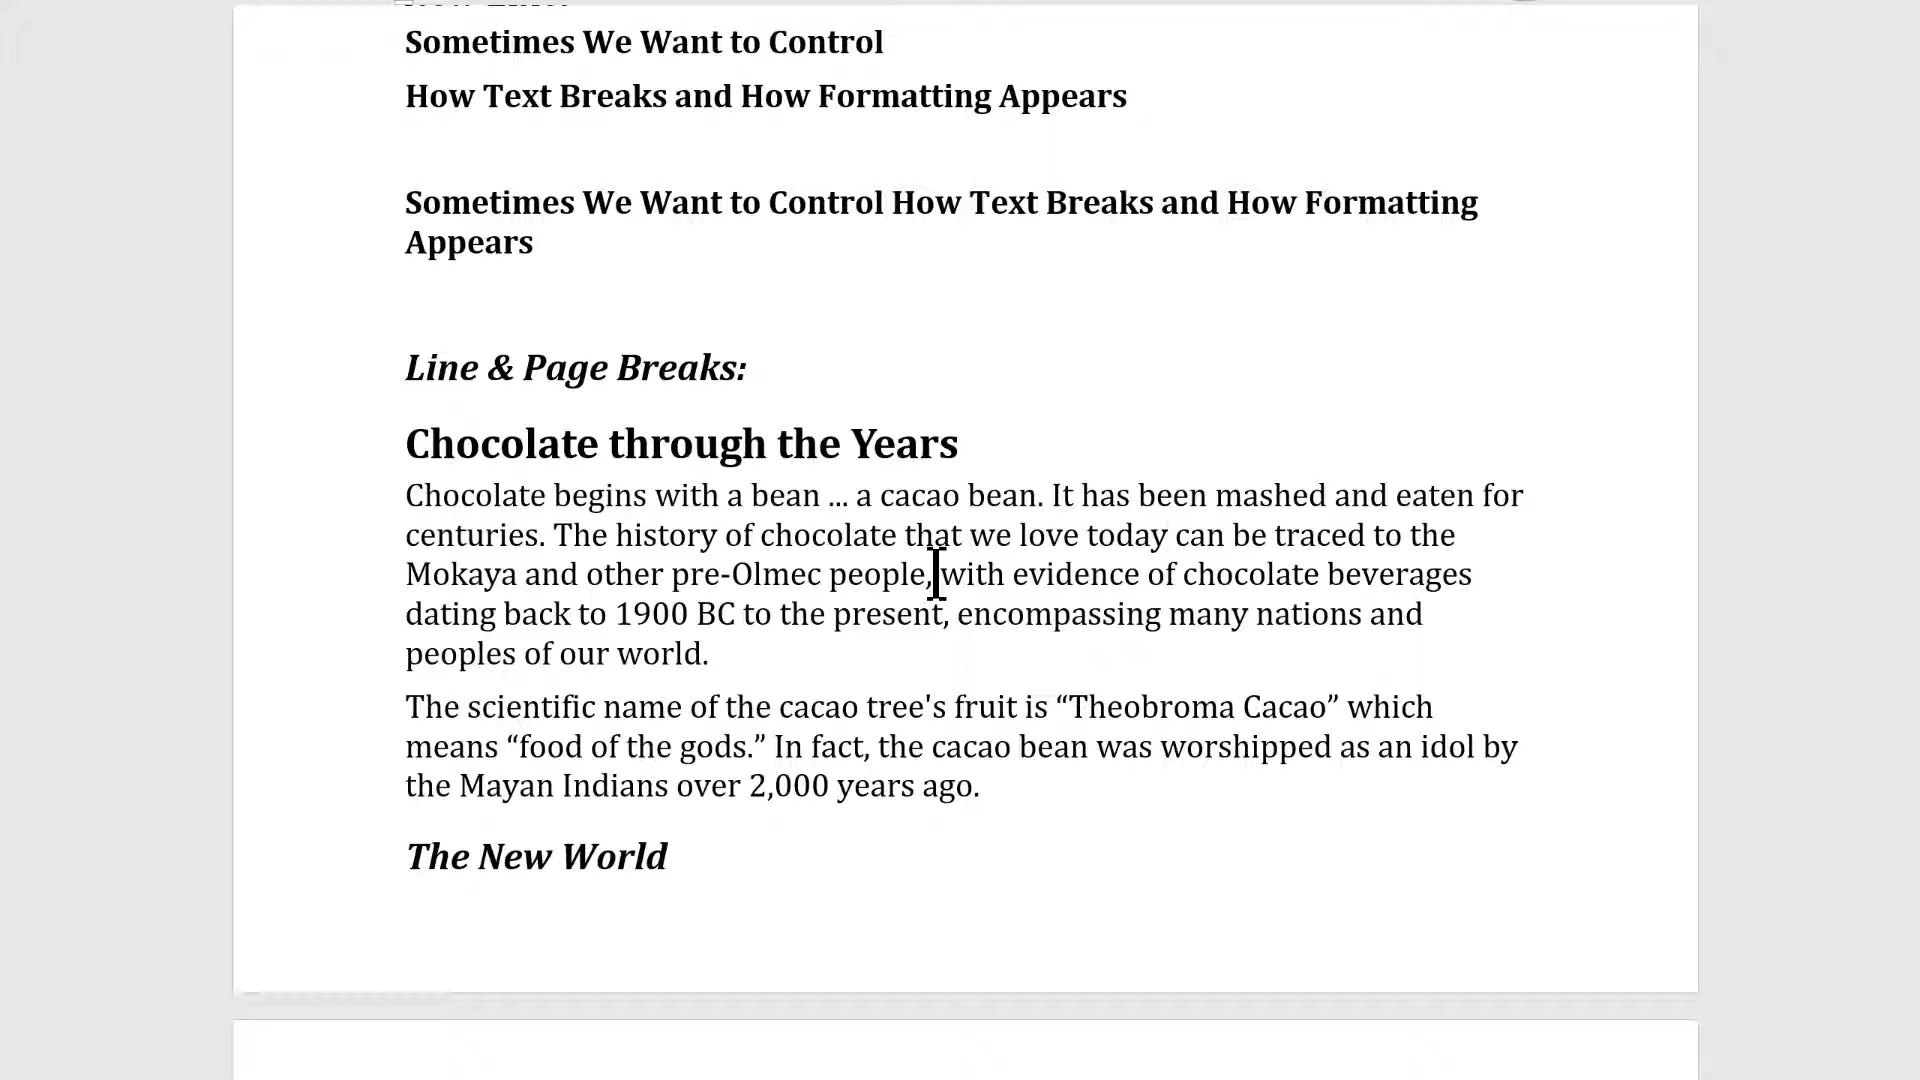 Sometimes We Want to Control
How Text Breaks and How Formatting Appears
Sometimes We Want to Control How Text Breaks and How Formatting
Appears
Line & Page Breaks:
Chocolate through the Years
Chocolate begins with a bean ... a cacao bean. It has been mashed and eaten for
centuries. The history of chocolate that we love today can be traced to the
Mokaya and other pre-Olmec people, with evidence of chocolate beverages
dating back to 1900 BC to the present, encompassing many nations and
peoples of our world.
The scientific name of the cacao tree's fruit is “Theobroma Cacao” which
means “food of the gods.” In fact, the cacao bean was worshipped as an idol by
the Mayan Indians over 2,000 years ago.
The New World